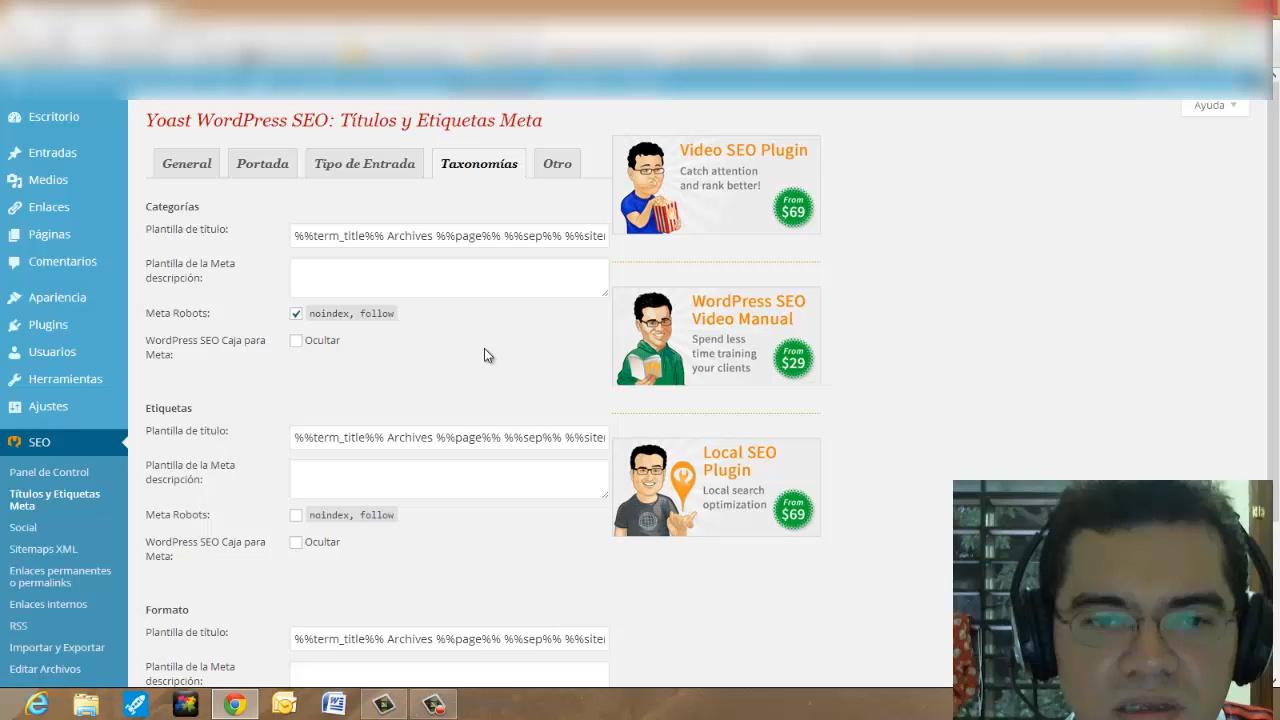 Ayuda
Yoast WordPress SEO: Títulos y Etiquetas Meta
General
Portada
Tipo de Entrada
Taxonomías
Otro
Escritorio
Entradas
Medios
Enlaces
Páginas
Comentarios
Apariencia
Plugins
Usuarios
Herramientas
Ajustes
SEO
Panel de Control
Títulos y Etiquetas
Meta
Social
Sitemaps XML
Enlaces permanentes
o permalinks
Enlaces internos
RSS
Importar y Exportar
Editar Archivos
Categorías
Plantilla de título:
%%term_title%% Archives %%page%% %%sep%% %%siter
Plantilla de la Meta
descripción:
Meta Robots:
noindex, follow
WordPress SEO Caja para
Meta:
Ocultar
Etiquetas
Plantilla de título:
%%term_title%% Archives %%page%% %%sep%% %%siter
Plantilla de la Meta
descripción:
Meta Robots:
noindex, follow
WordPress SEO Caja para
Meta:
Ocultar
Formato
Plantilla de título:
%%term_title%% Archives %%page%% %%sep%% %%siter
Plantilla de la Meta
descripción:
Video SEO Plugin
Catch attention
and rank better!
From
$69
WordPress SEO
Video Manual
Spend less
time training
your clients
From
$29
Local SEO
Plugin
Local search
optimization
From
$69